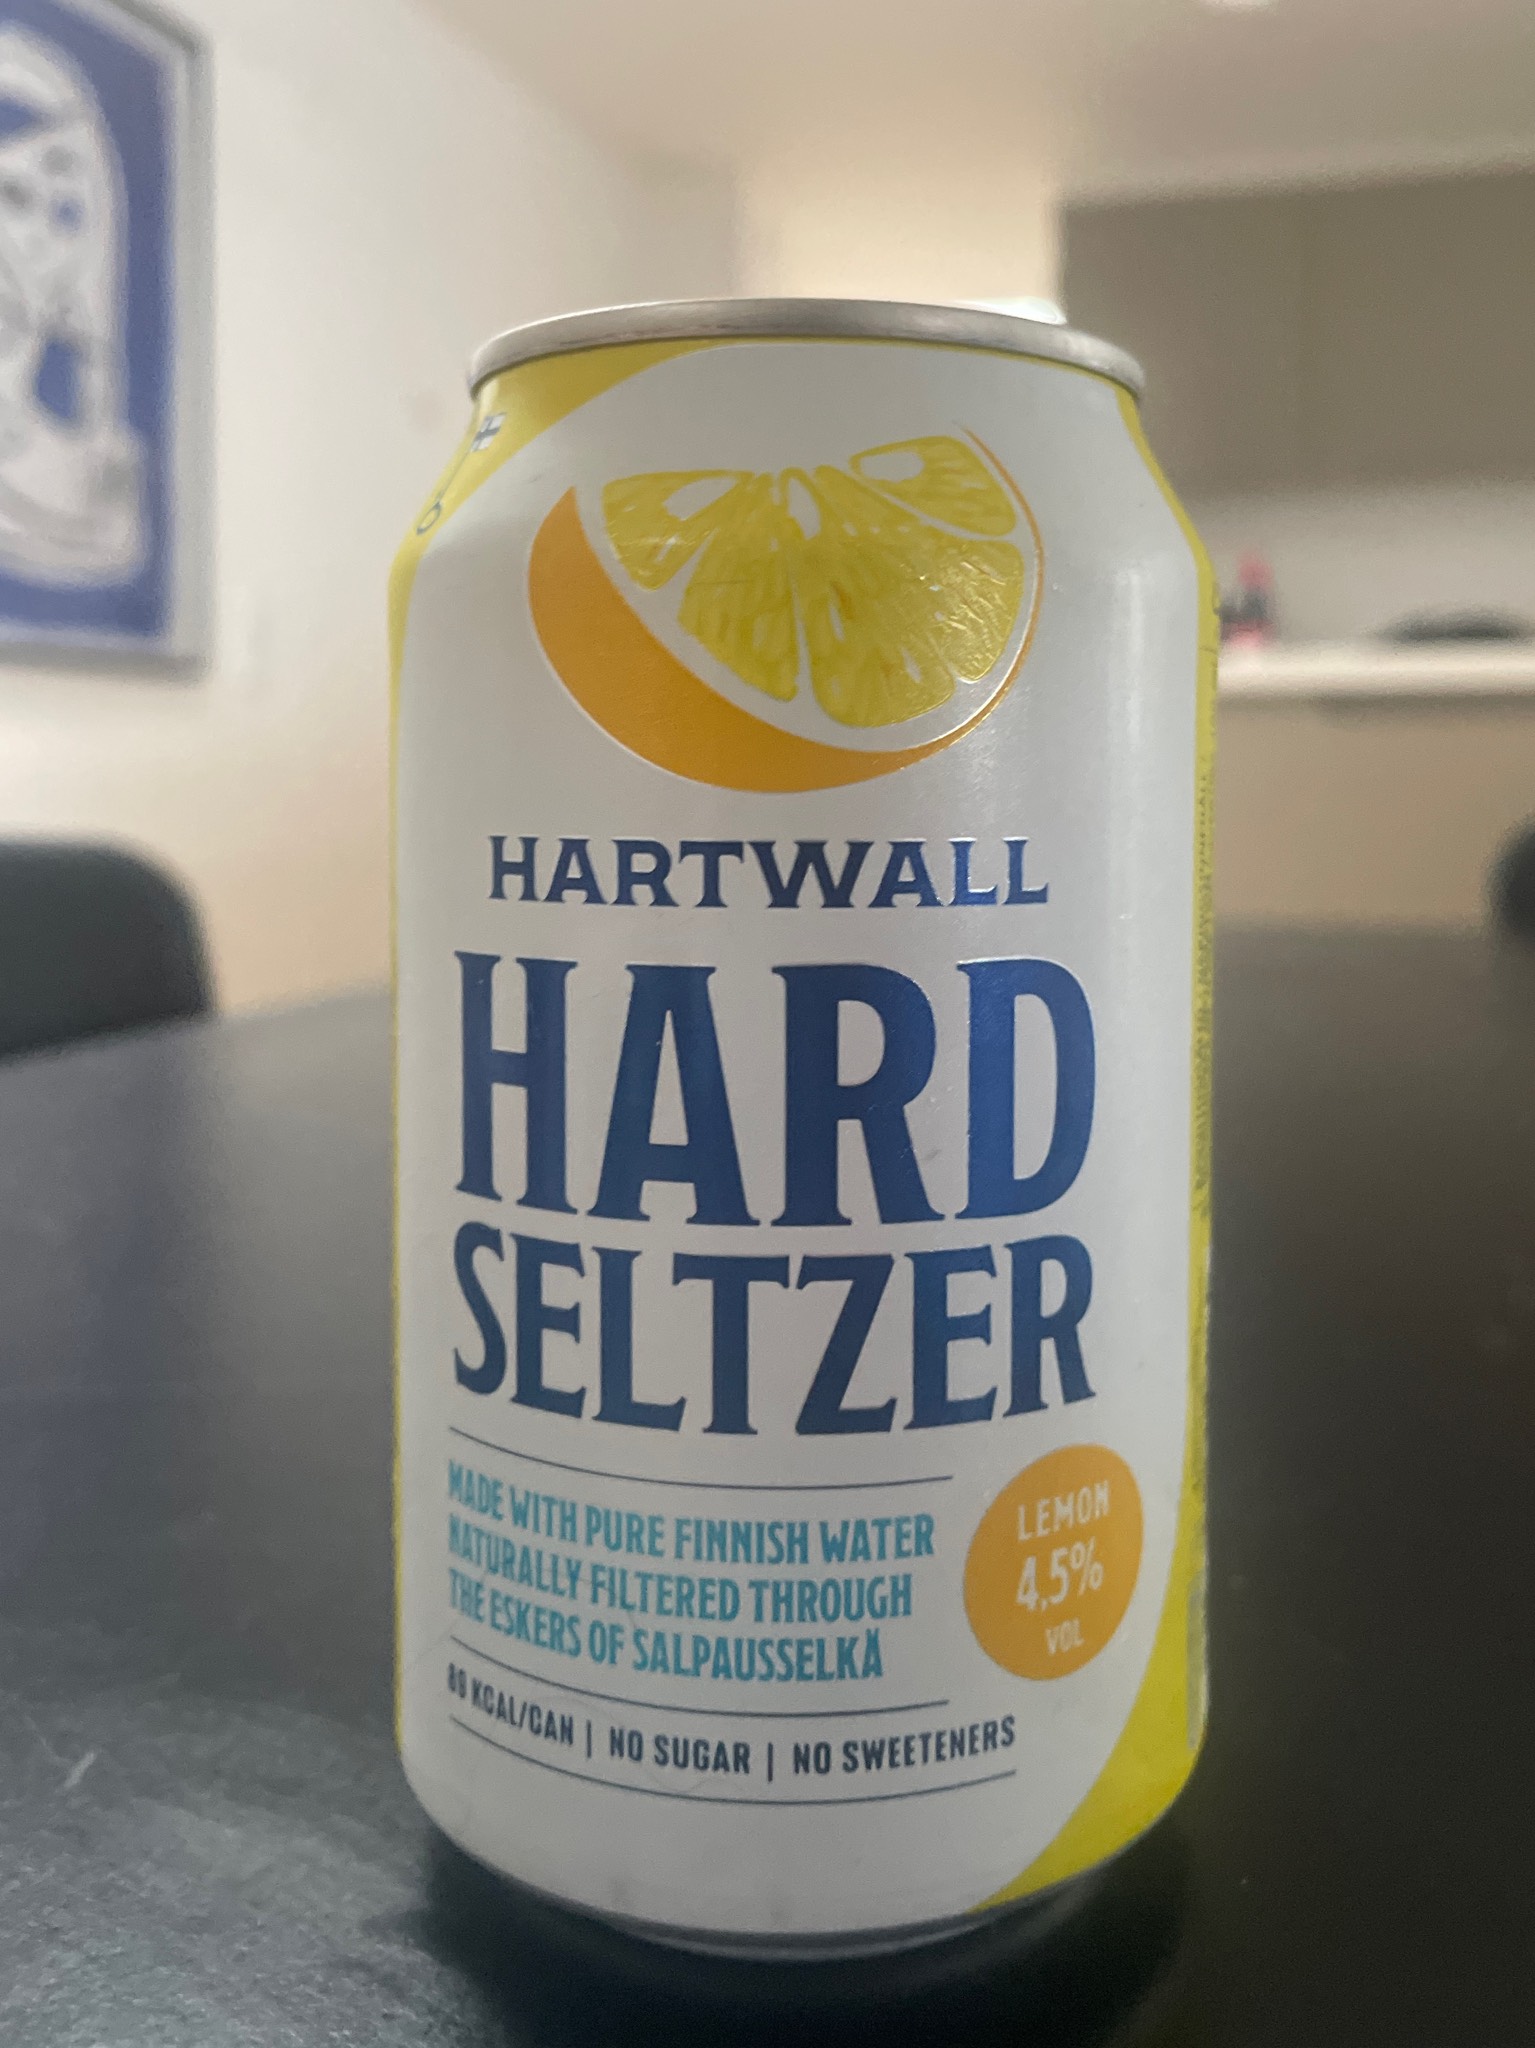 HARTWALL
HARD
SELTZER
MADE WITH PURE FINNISH WATER
NATURALLY FILTERED THROUGH
THE ESKERS OF SALPAUSSELKÄ
LEMON
4,5%
VOL
KCAL/CAN | NO SUGAR | NO SWEETENERS